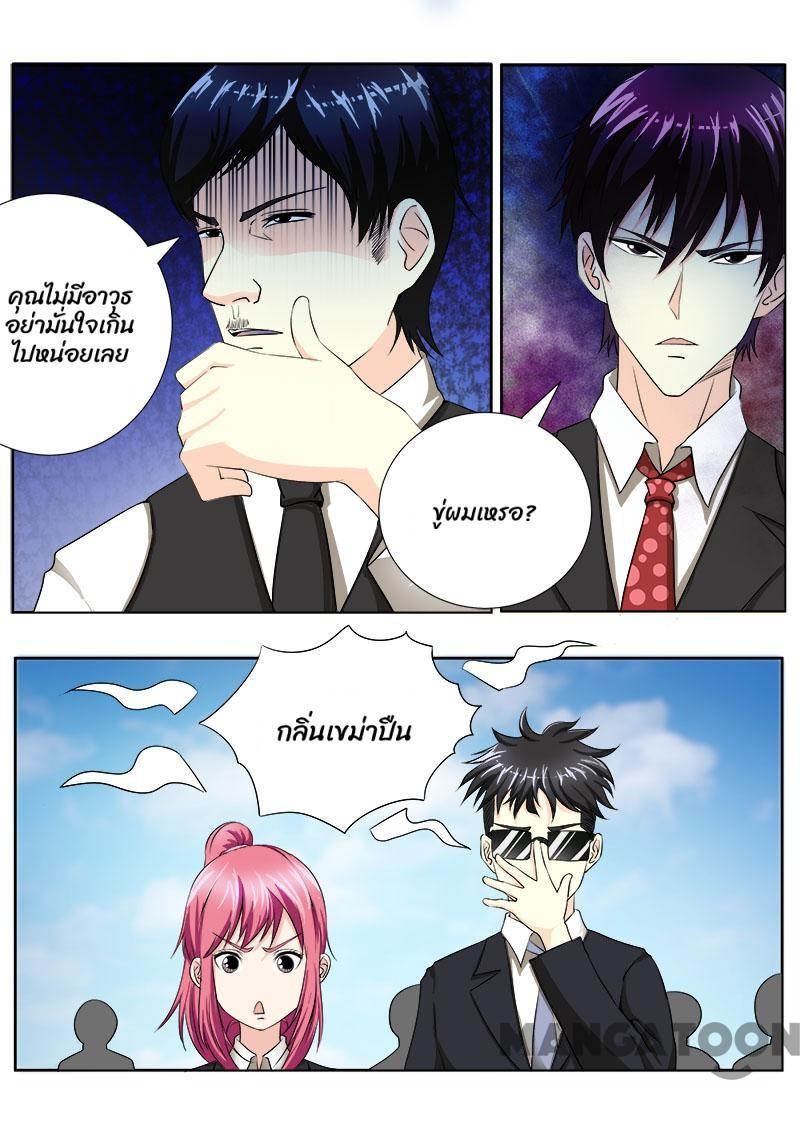 คุณไม่มีอาวุธ
อย่ามั่นใจเกิน
ไปหน่อยเลย
ขู่ผมเหรอ?
กลิ่นเขม่าปืน
MANGATOON